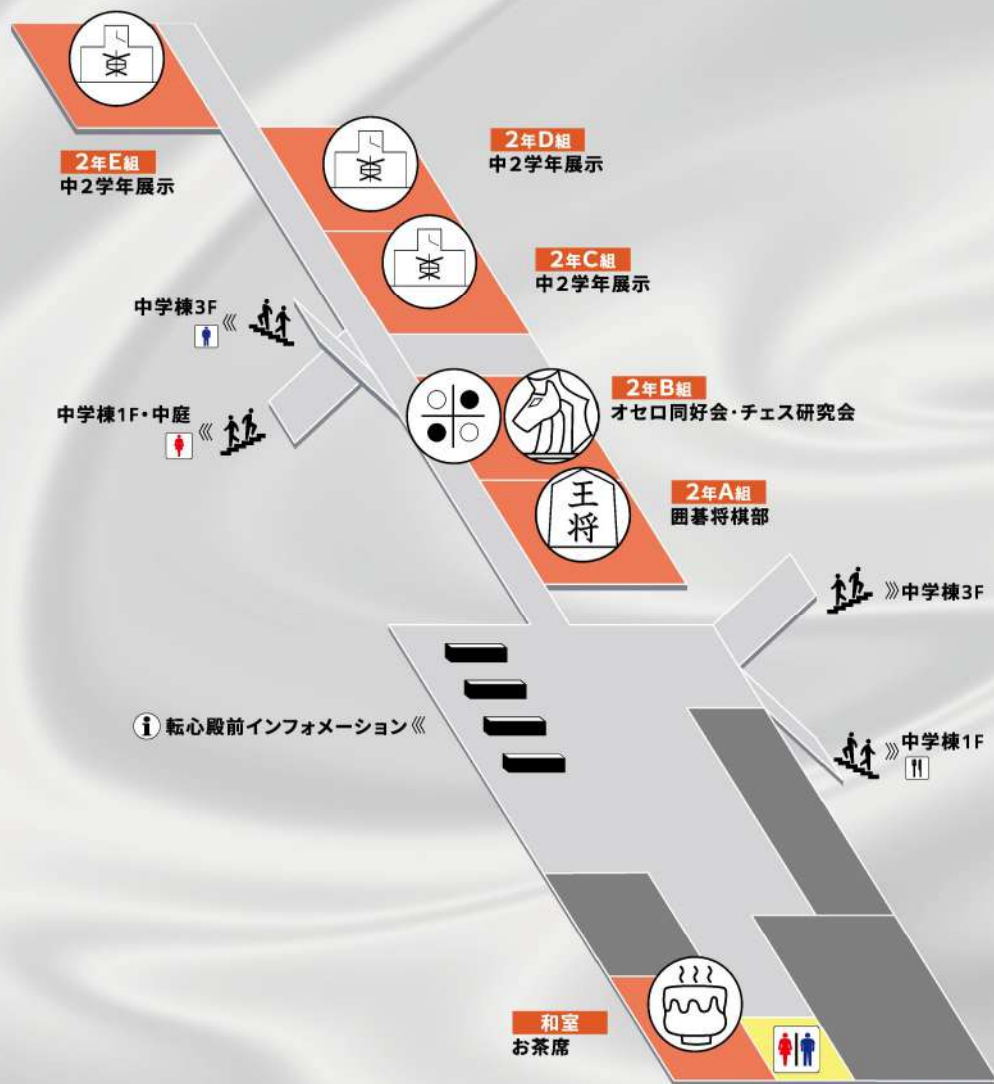 東
2年E組
中2学年展示
東
2年D組
中2学年展示
東
2年C組
中2学年展示
中学棟3F
中学棟1F・中庭
2年B組
オセロ同好会・チェス研究会
王将
2年A組
囲碁将棋部
中学棟3F
転心殿前インフォメーション
中学棟1F
和室
お茶席